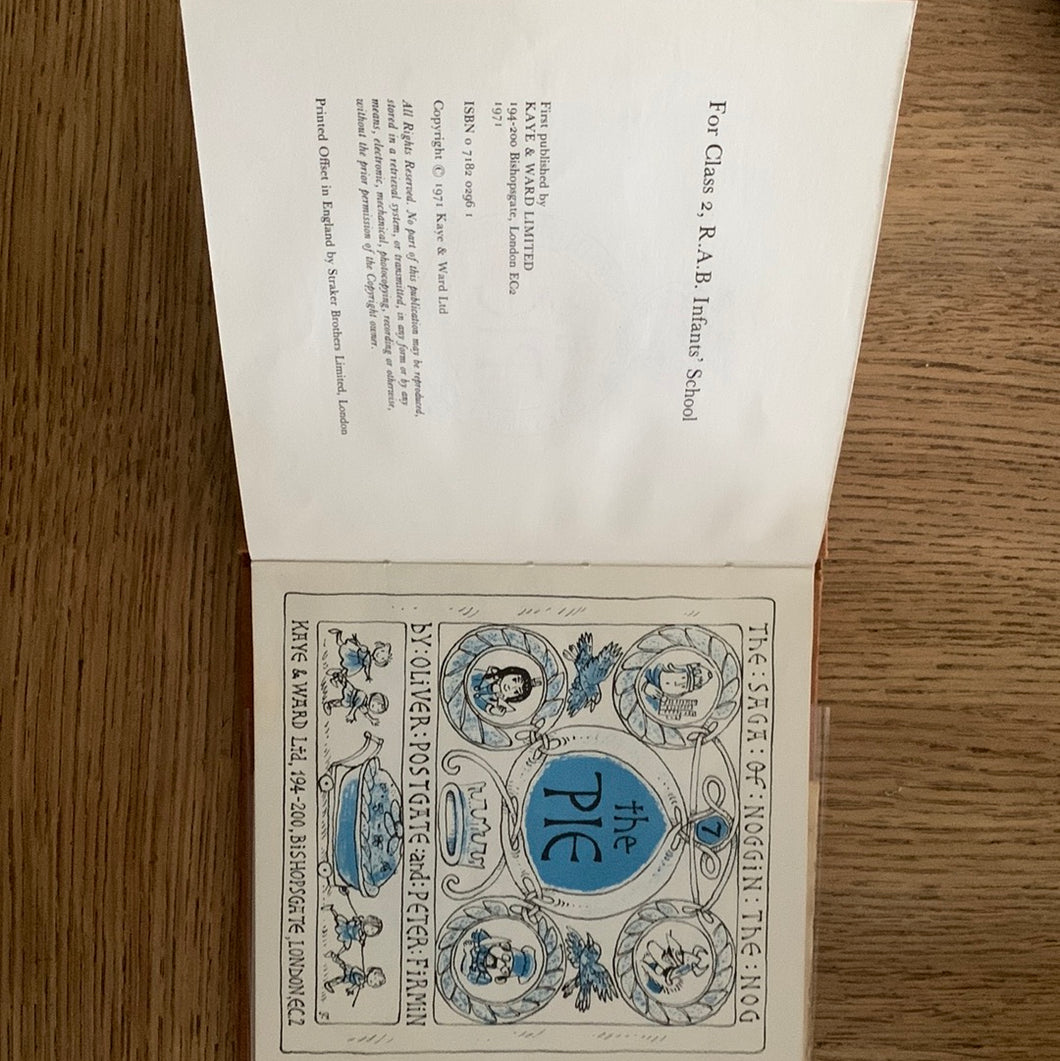 For Class 2, R.A.B. Infants' School
First published by
KAYE & WARD LIMITED
194-200 Bishopsgate, London EC2
1971
ISBN 0 7182 0296 1
Copyright © 1971 Kaye & Ward Ltd
All Rights Reserved. No part of this publication may be reproduced,
stored in a retrieval system, or transmitted, in any form or by any
means, electronic, mechanical, photocopying, recording or otherwise,
without the prior permission of the Copyright owner.
Printed Offset in England by Straker Brothers Limited, London
The : SAGA : OF : NOGGIN : THE : NOG
7
the
PIE
bY : OLIVER : POSTGATE : and : PETER : FIRMIN
KAYE & WARD Ltd, 194-200, BISHOPSGATE, LONDON, EC2